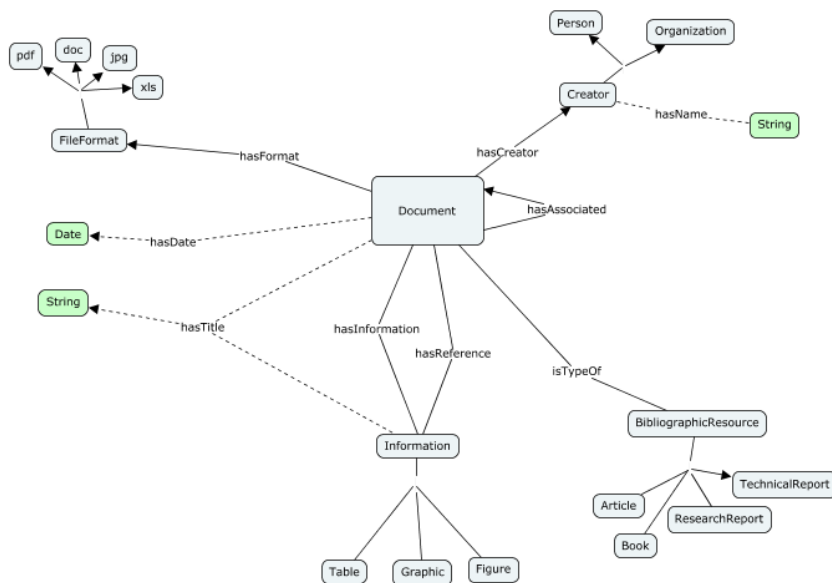 Person
Organization
doc
pdf
jpg
xls
Creator
hasName
String
FileFormat
hasFormat
hasCreator
Document
hasAssociated
Date
hasDate
String
hasTitle
hasInformation
hasReference
isTypeOf
BibliographicResource
Information
TechnicalReport
Article
ResearchReport
Book
Table
Graphic
Figure